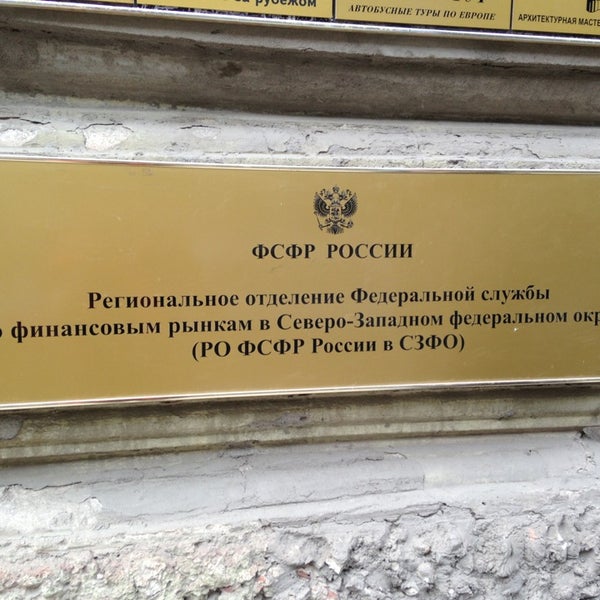 за рубежом
АВТОБУСНЫЕ ТУРЫ ПО ЕВРОПЕ
АРХИТЕКТУРНАЯ МАСТЕ
ФСФР РОССИИ
Региональное отделение Федеральной службы
о финансовым рынкам в Северо-Западном федеральном окр
(РО ФСФР России в СЗФО)